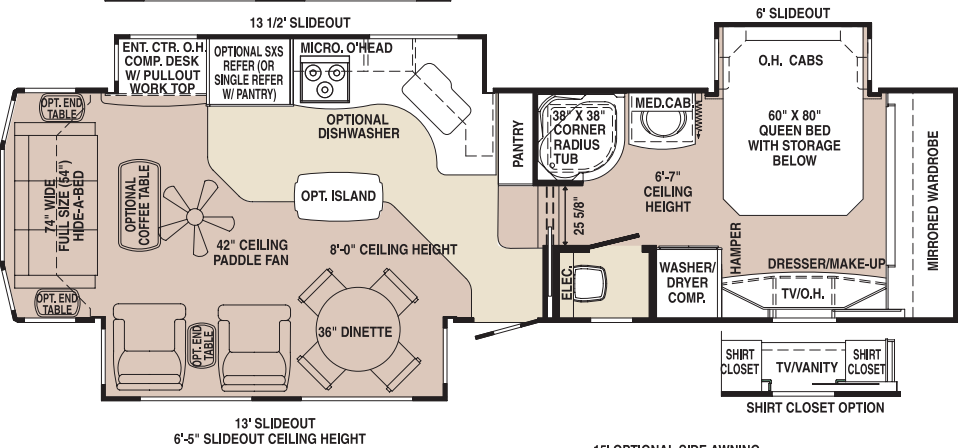 13 1/2' SLIDEOUT
6' SLIDEOUT
ENT. CTR. O.H.
COMP. DESK
W/ PULLOUT
WORK TOP
OPTIONAL SXS
REFER (OR
SINGLE REFER
W/ PANTRY)
MICRO. O'HEAD
O.H. CABS
OPT. END
TABLE
OPTIONAL
DISHWASHER
PANTRY
38" X 38"
CORNER
RADIUS
TUB
MED.CAB.
60" X 80"
QUEEN BED
WITH STORAGE
BELOW
MIRRORED WARDROBE
74" WIDE
FULL SIZE (54")
HIDE-A-BED
OPTIONAL
COFFEE TABLE
OPT. ISLAND
6'-7"
CEILING
HEIGHT
25 5/8"
42" CEILING
PADDLE FAN
8'-0" CEILING HEIGHT
HAMPER
DRESSER/MAKE-UP
ELEC.
WASHER/
DRYER
COMP.
TV/O.H.
OPT. END
TABLE
OPT. END
TABLE
36" DINETTE
SHIRT
CLOSET
TV/VANITY
SHIRT
CLOSET
SHIRT CLOSET OPTION
13' SLIDEOUT
6'-5" SLIDEOUT CEILING HEIGHT
15' OPTIONAL SIDE AWNING